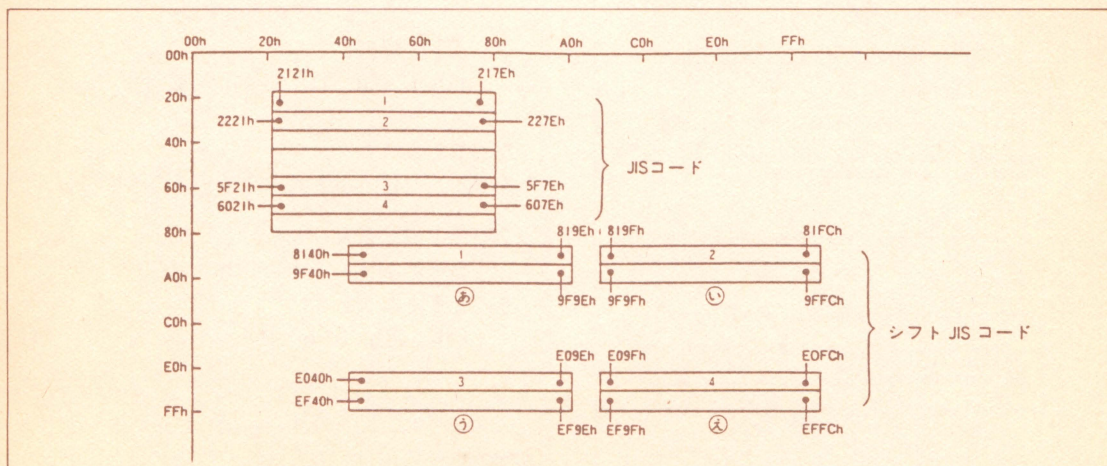 00h 20h 40h 60h 80h A0h C0h E0h FFh
00h
2121h 217Eh
20h 1
2221h 2 227Eh
40h
JISコード
5F21h 3 5F7Eh
60h
6021h 4 607Eh
80h 819Eh 819Fh 81FCh
8140h 1 2
A0h 9F40h
あ 9F9Eh 9F9Fh い 9FFCh
C0h
シフト JIS コード
E0h E09Eh E09Fh E0FCh
E040h 3 4
EF40h
FFh
う EF9Eh EF9Fh え EFFCh